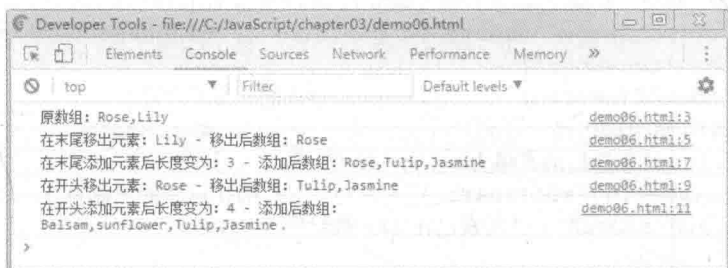 Developer Tools - file:///C:/JavaScript/chapter03/demo06.html
Elements Console Sources Network Performance Memory »
top ▼ Filter Default levels ▼
原数组: Rose,Lily demo06.html:3
在末尾移出元素: Lily - 移出后数组: Rose demo06.html:5
在末尾添加元素后长度变为: 3 - 添加后数组: Rose,Tulip,Jasmine demo06.html:7
在开头移出元素: Rose - 移出后数组: Tulip,Jasmine demo06.html:9
在开头添加元素后长度变为: 4 - 添加后数组: demo06.html:11
Balsam,sunflower,Tulip,Jasmine.
>